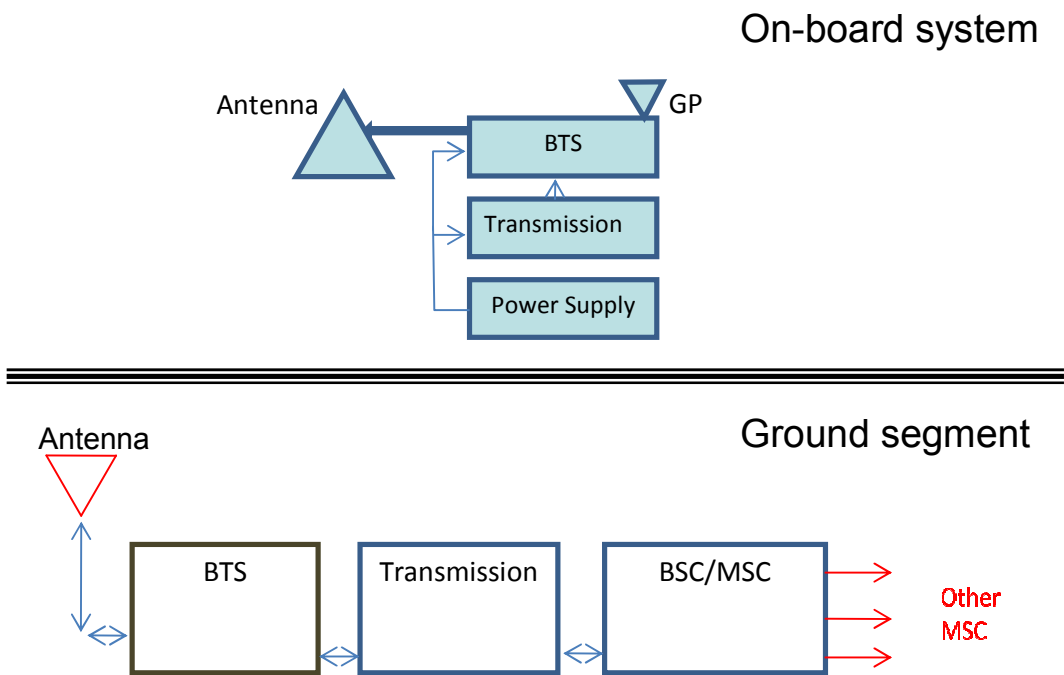 On-board system
Antenna
GP
BTS
Transmission
Power Supply
Ground segment
Antenna
BTS
Transmission
BSC/MSC
Other
MSC